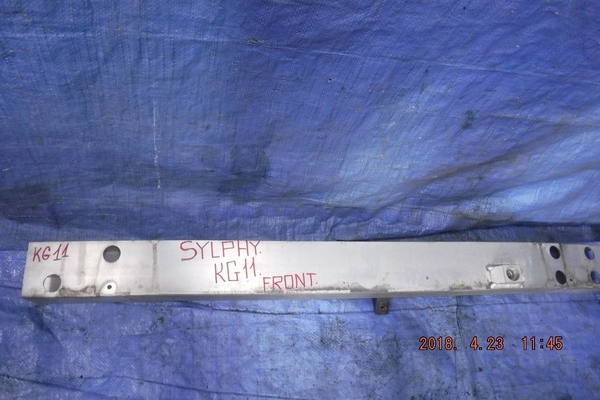 KG11
SYLPHY.
KG11.
FRONT.
2018. 4.23 11:45